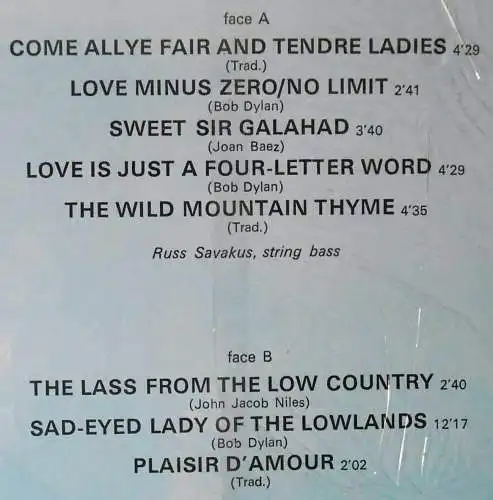 face A
COME ALLYE FAIR AND TENDRE LADIES 4'29
(Trad.)
LOVE MINUS ZERO/NO LIMIT 2'41
(Bob Dylan)
SWEET SIR GALAHAD 3'40
(Joan Baez)
LOVE IS JUST A FOUR-LETTER WORD 4'29
(Bob Dylan)
THE WILD MOUNTAIN THYME 4'35
(Trad.)
Russ Savakus, string bass
face B
THE LASS FROM THE LOW COUNTRY 2'40
(John Jacob Niles)
SAD-EYED LADY OF THE LOWLANDS 12'17
(Bob Dylan)
PLAISIR D'AMOUR 2'02
(Trad.)